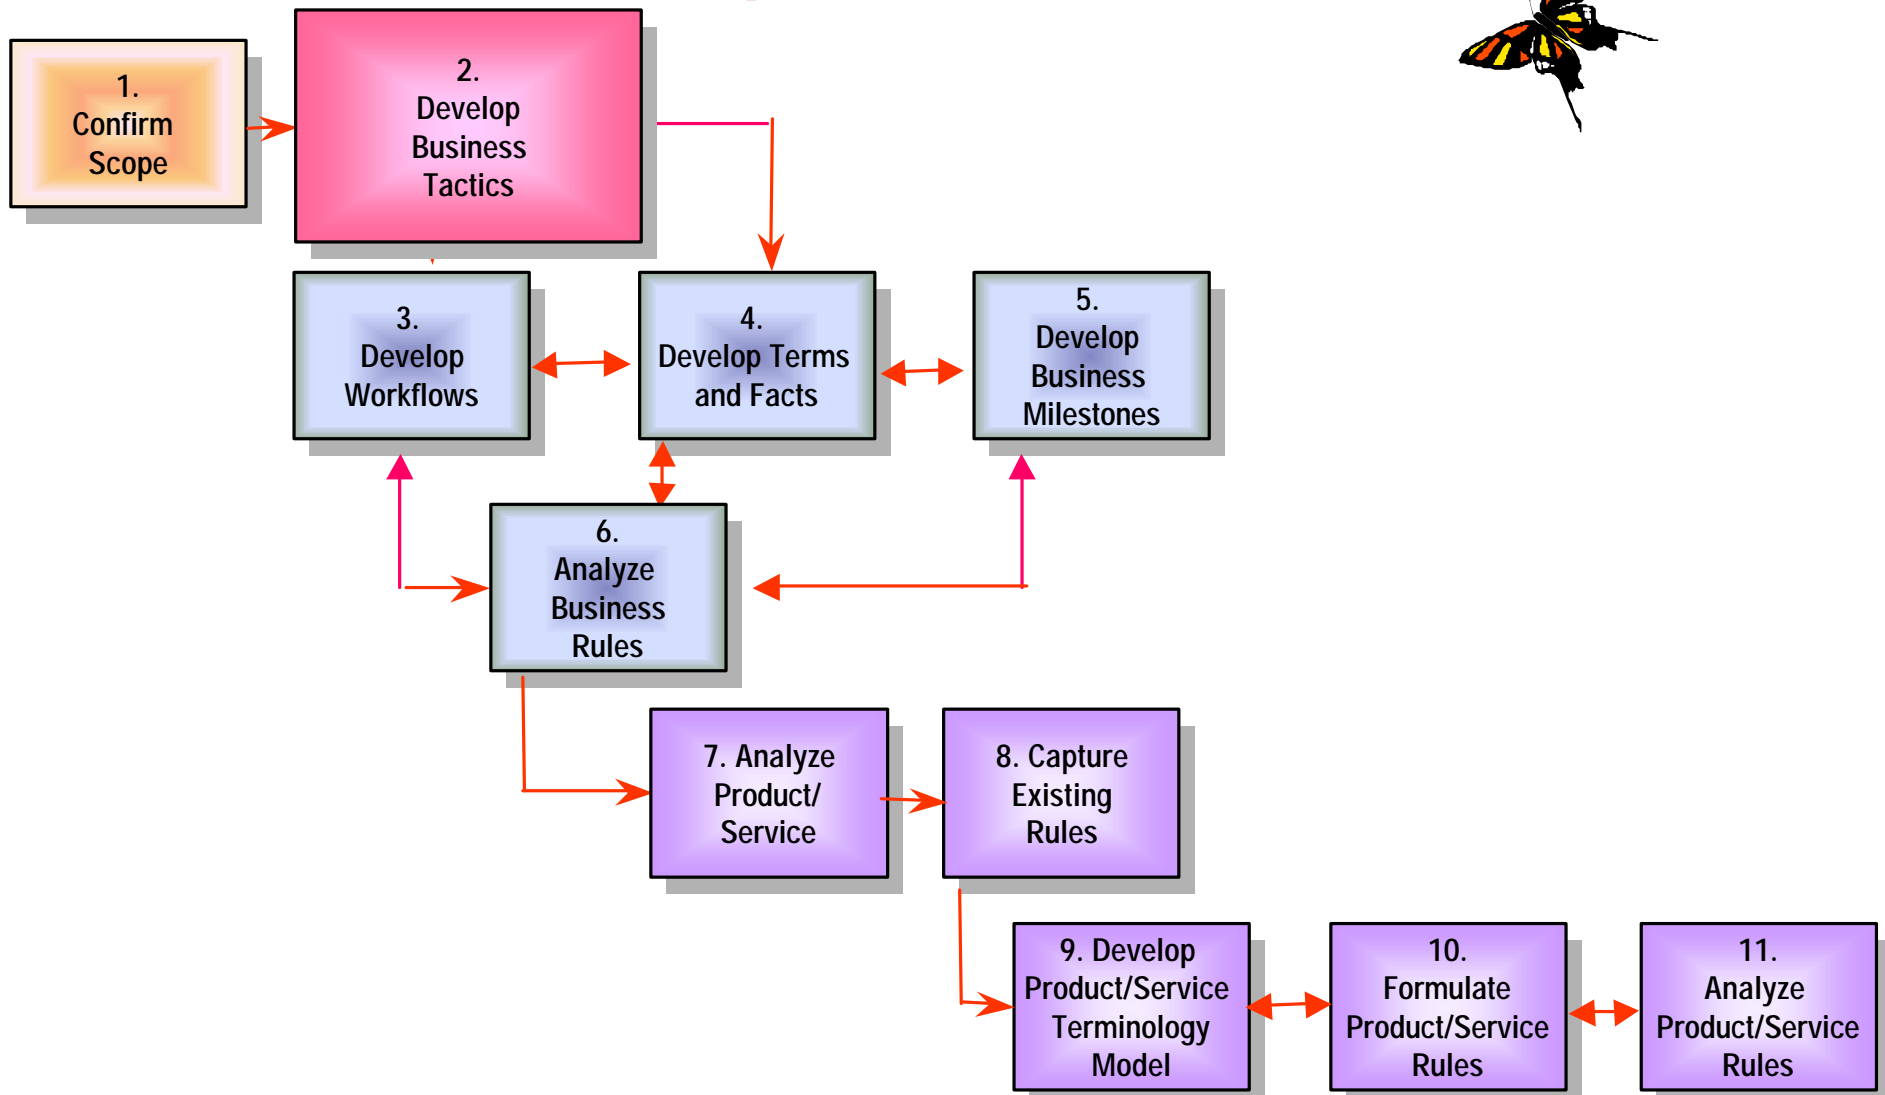 1.
Confirm
Scope
2.
Develop
Business
Tactics
3.
Develop
Workflows
4.
Develop Terms
and Facts
5.
Develop
Business
Milestones
6.
Analyze
Business
Rules
7. Analyze
Product/
Service
8. Capture
Existing
Rules
9. Develop
Product/Service
Terminology
Model
10.
Formulate
Product/Service
Rules
11.
Analyze
Product/Service
Rules